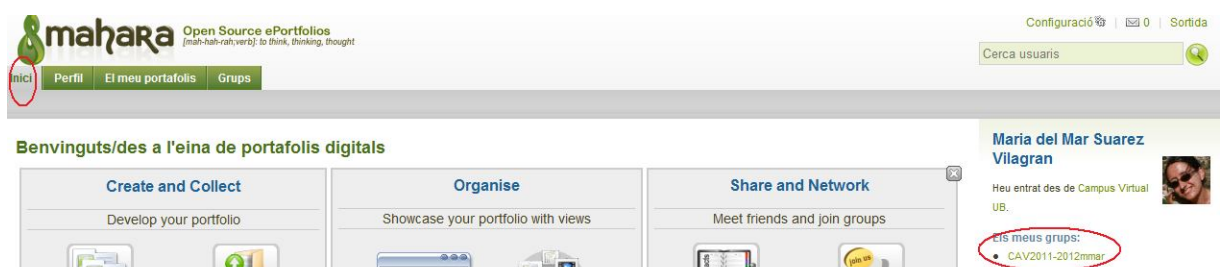 Configuració 0 Sortida
mahara Open Source ePortfolios
[mah-hah-rah;verb]: to think, thinking, thought
Cerca usuaris
Inici Perfil El meu portafolis Grups
Benvinguts/des a l'eina de portafolis digitals
Create and Collect
Develop your portfolio
Organise
Showcase your portfolio with views
Share and Network
Meet friends and join groups
join us
Maria del Mar Suarez
Vilagran
Heu entrat des de Campus Virtual
UB.
Els meus grups:
CAV2011-2012mmar